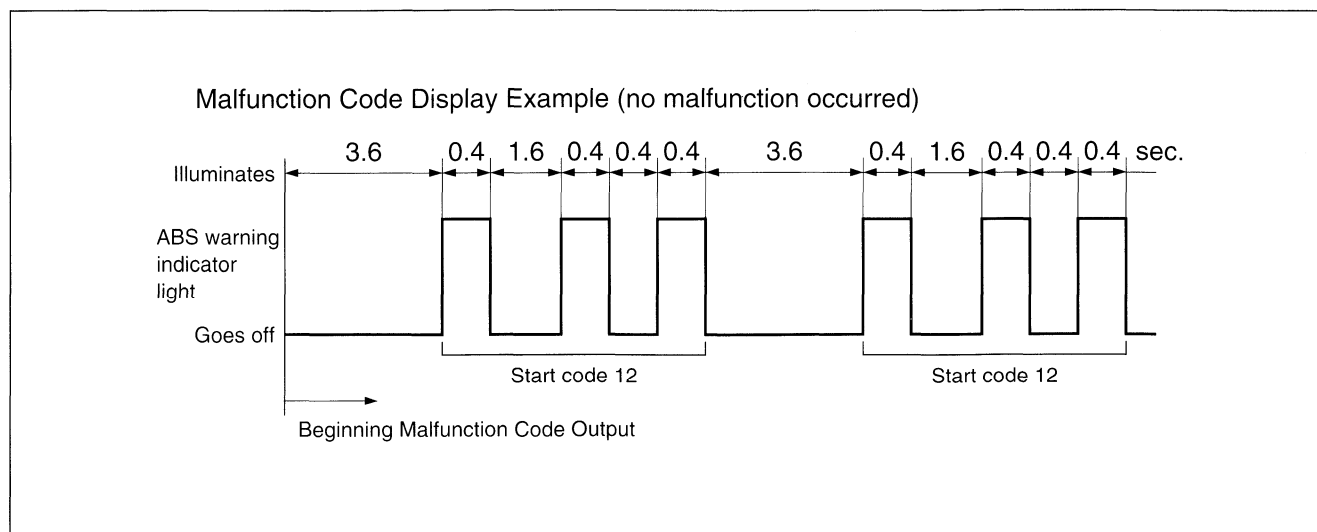 Malfunction Code Display Example (no malfunction occurred)
3.6 0.4 1.6 0.4 0.4 0.4 3.6 0.4 1.6 0.4 0.4 0.4 sec.
Illuminates
ABS warning
indicator
light
Goes off
Start code 12 Start code 12
Beginning Malfunction Code Output